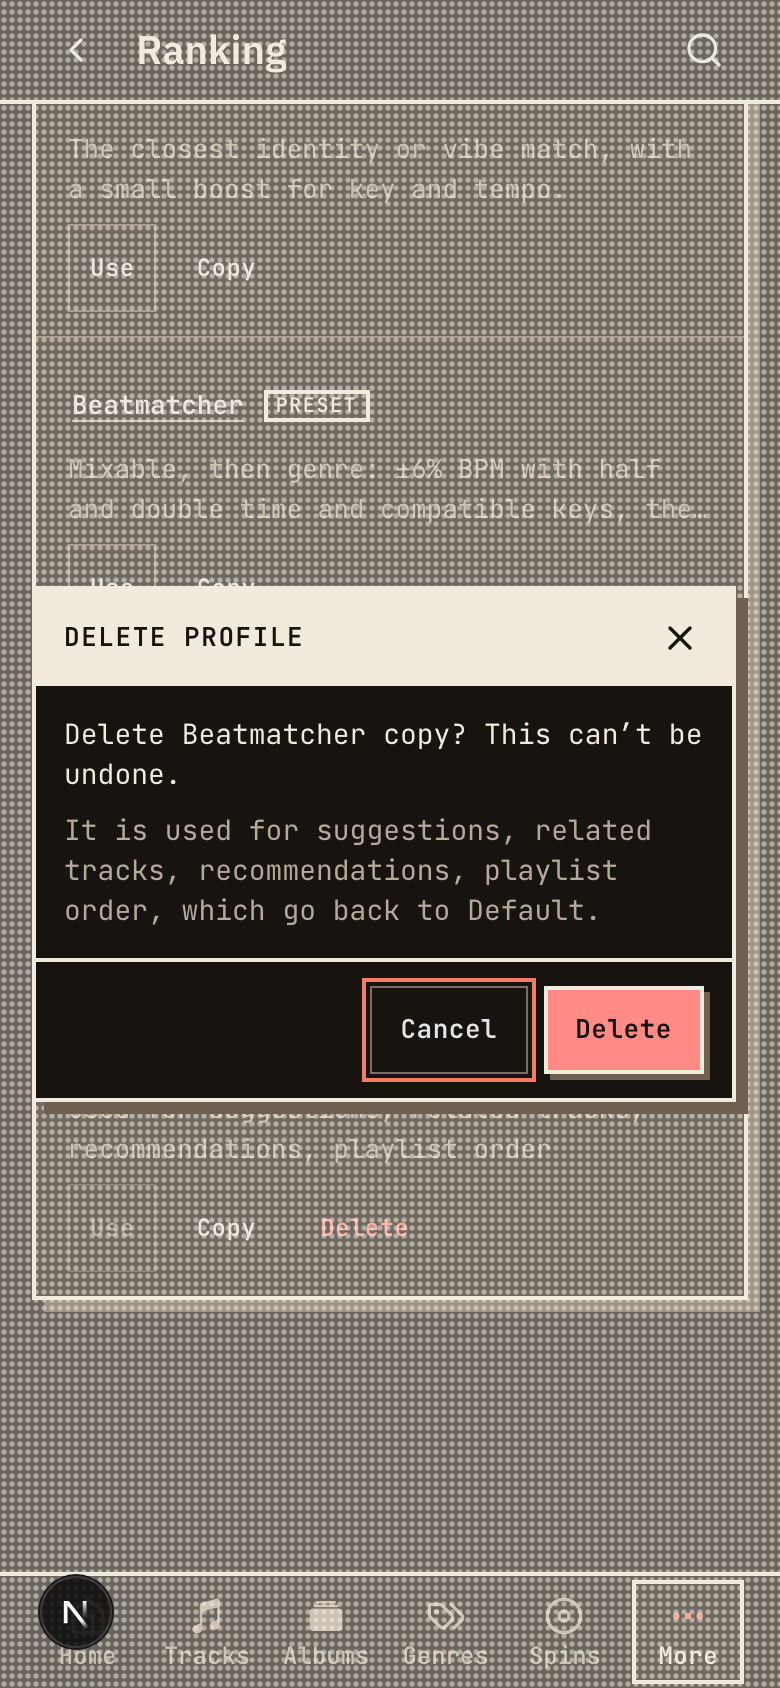 Ranking
The closest identity or vibe match, with
a small boost for key and tempo.
Use Copy
Beatmatcher PRESET
Mixable, then genre: ±6% BPM with half
and double time and compatible keys, the…
Use Copy
DELETE PROFILE
Delete Beatmatcher copy? This can’t be
undone.
It is used for suggestions, related
tracks, recommendations, playlist
order, which go back to Default.
Cancel Delete
recommendations, playlist order
Use Copy Delete
N
Home Tracks Albums Genres Spins More